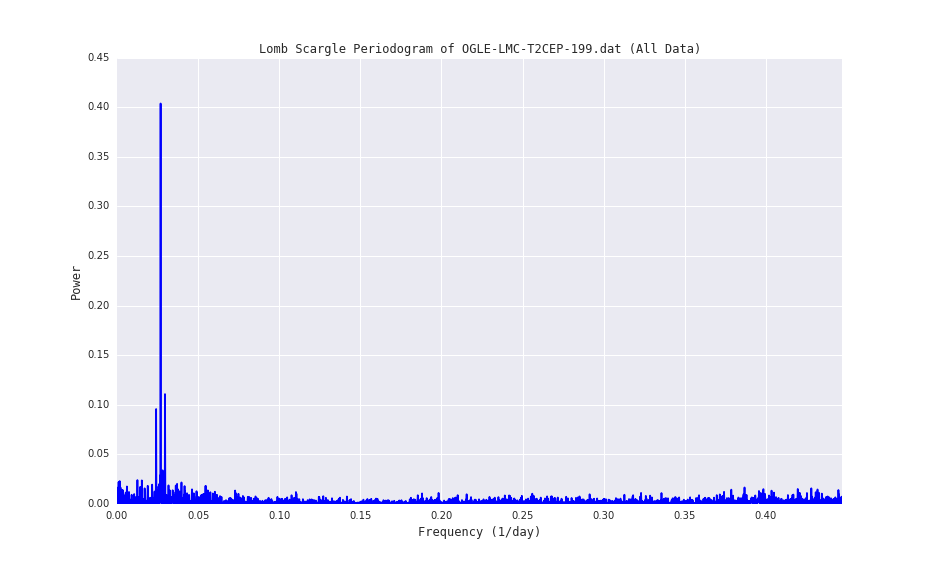 Lomb Scargle Periodogram of OGLE-LMC-T2CEP-199.dat (All Data)
0.45
0.40
0.35
0.30
0.25
0.20
0.15
0.10
0.05
0.00
Power
0.00 0.05 0.10 0.15 0.20 0.25 0.30 0.35 0.40
Frequency (1/day)